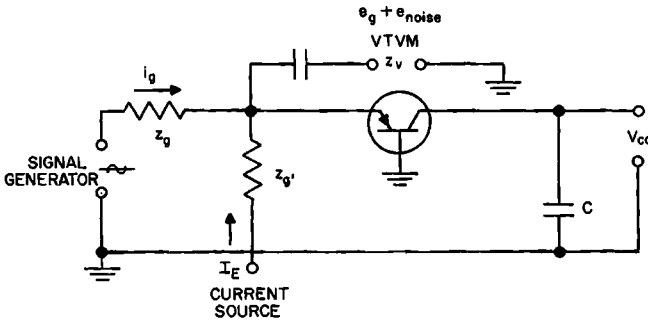 e_g + e_noise
VTVM
z_v
i_g
z_g
SIGNAL
GENERATOR
z_g'
V_CC
C
I_E
CURRENT
SOURCE